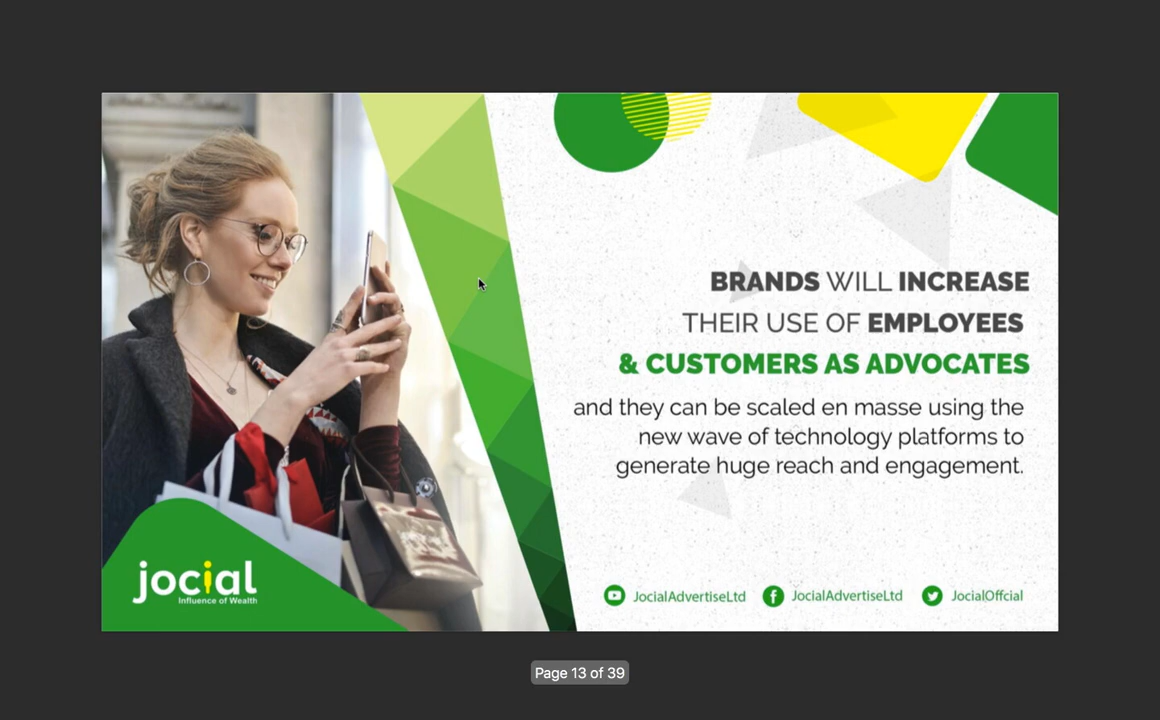 BRANDS WILL INCREASE
THEIR USE OF EMPLOYEES
& CUSTOMERS AS ADVOCATES
and they can be scaled en masse using the
new wave of technology platforms to
generate huge reach and engagement.
jocial
Influence of Wealth
JocialAdvertiseLtd JocialAdvertiseLtd JocialOffcial
Page 13 of 39